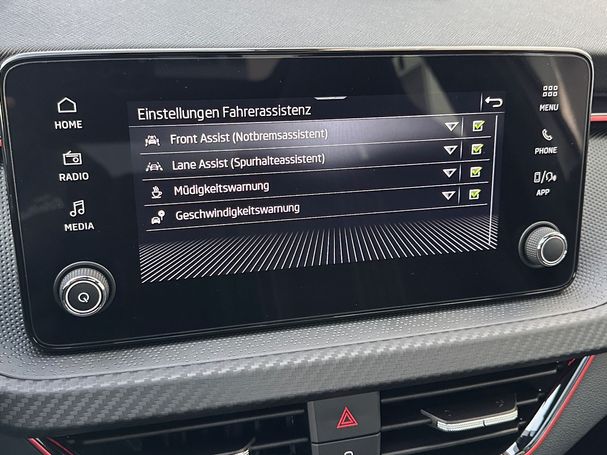 Einstellungen Fahrerassistenz
Front Assist (Notbremsassistent)
Lane Assist (Spurhalteassistent)
Müdigkeitswarnung
Geschwindigkeitswarnung
HOME
RADIO
MEDIA
MENU
PHONE
APP